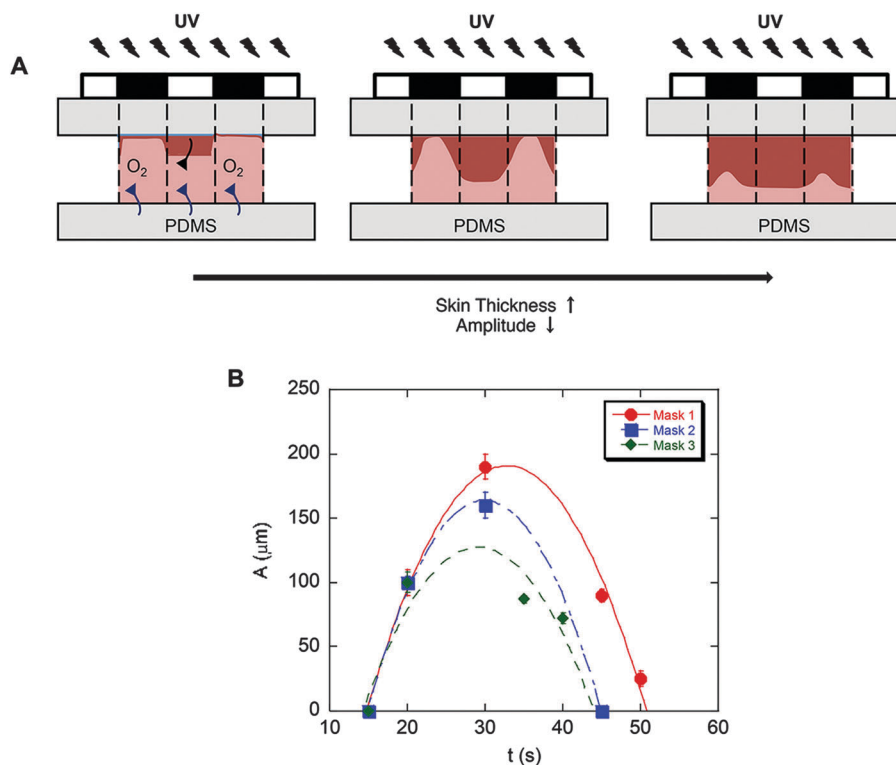 UV
UV
UV
A
O2
O2
PDMS
PDMS
PDMS
Skin Thickness ↑
Amplitude ↓
B
250
200
150
100
50
0
A (μm)
Mask 1
Mask 2
Mask 3
10
20
30
40
50
60
t (s)